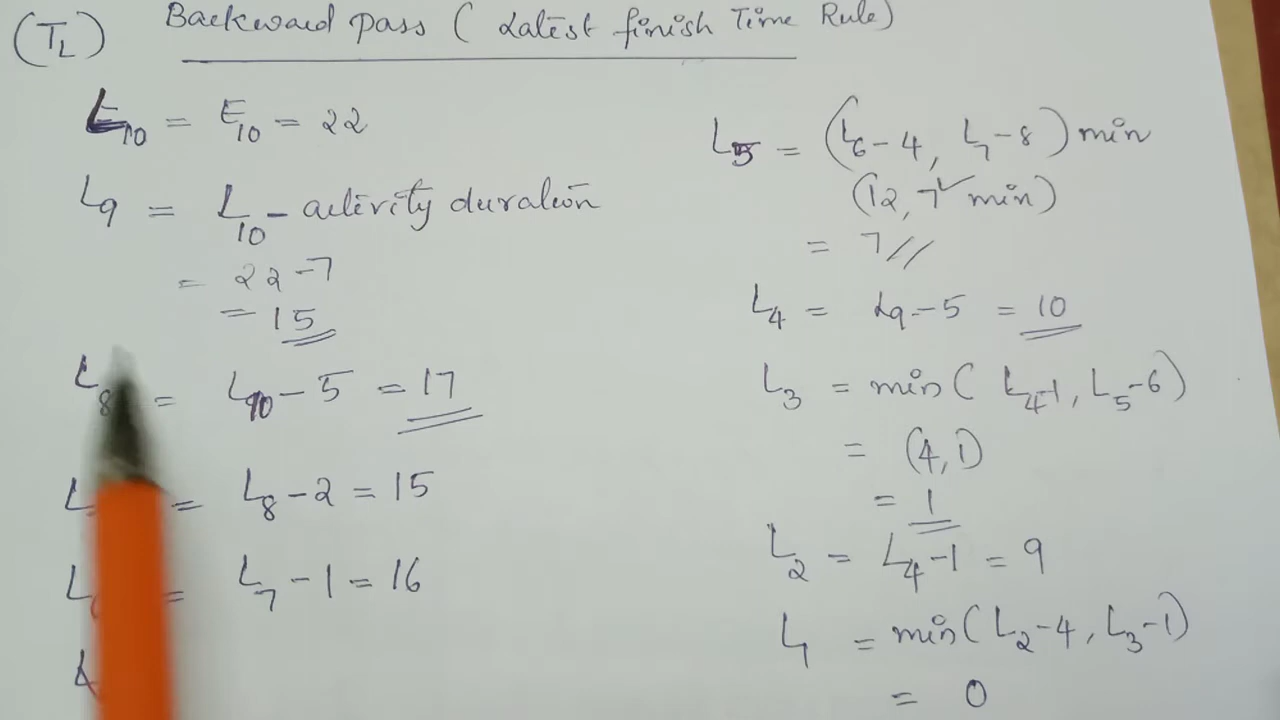 (TL) Backward pass ( Latest finish Time Rule)
L10 = E10 = 22
L9 = L10 - activity duration
= 22 - 7
= 15
L8 = L10 - 5 = 17
L = L8 - 2 = 15
L = L7 - 1 = 16
L5 = (L6 - 4, L7 - 8) min
(12, 7✓ min)
= 7 //
L4 = L9 - 5 = 10
L3 = min( L4-1, L5-6)
= (4, 1)
= 1
L2 = L4 - 1 = 9
L1 = min( L2 - 4, L3 - 1)
= 0